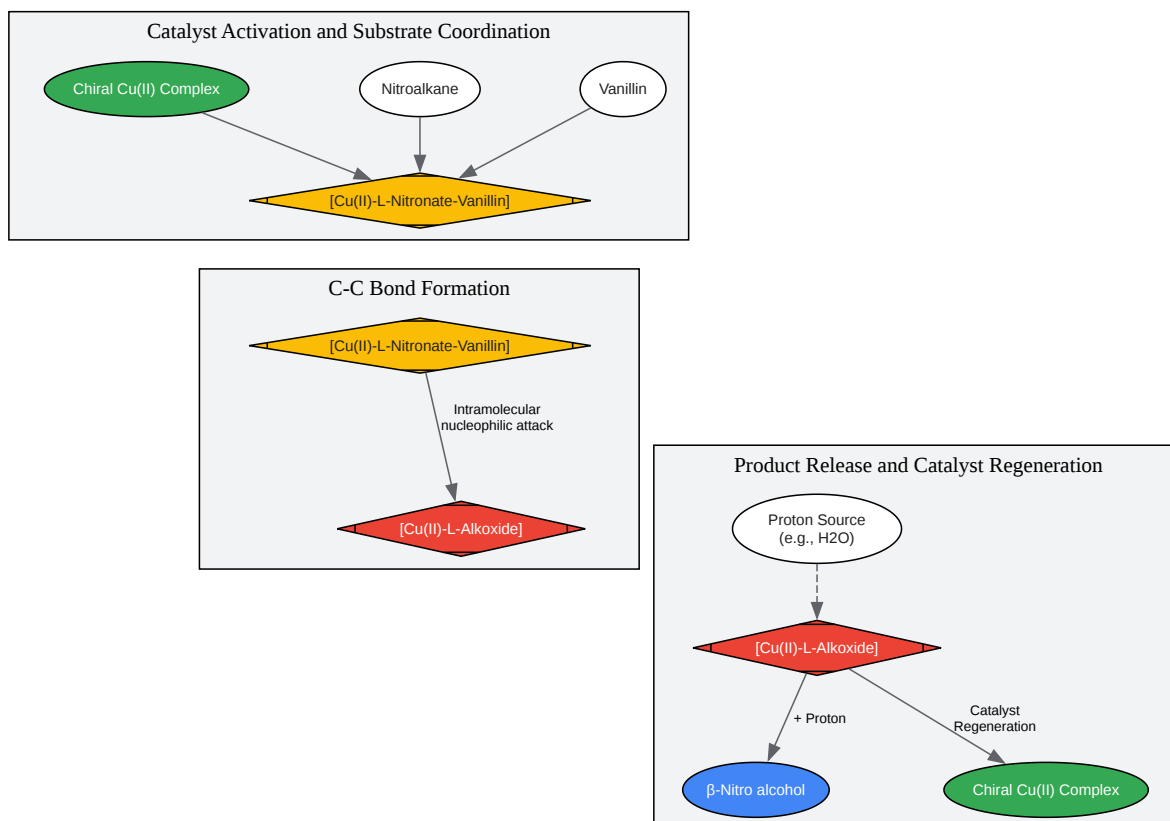 Catalyst Activation and Substrate Coordination
Chiral Cu(II) Complex
Nitroalkane
Vanillin
[Cu(II)-L-Nitronate-Vanillin]
C-C Bond Formation
[Cu(II)-L-Nitronate-Vanillin]
Intramolecular
nucleophilic attack
[Cu(II)-L-Alkoxide]
Product Release and Catalyst Regeneration
Proton Source
(e.g., H2O)
[Cu(II)-L-Alkoxide]
+ Proton
Catalyst
Regeneration
β-Nitro alcohol
Chiral Cu(II) Complex